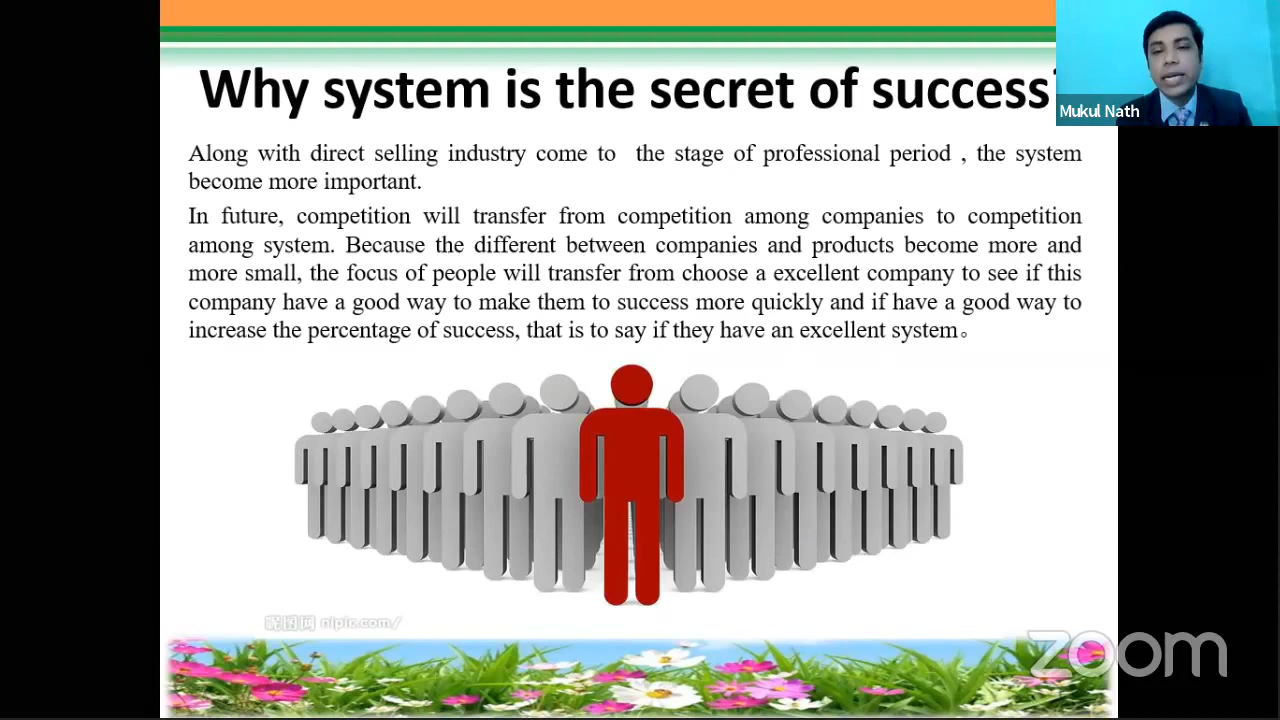 Why system is the secret of success?
Mukul Nath
Along with direct selling industry come to the stage of professional period , the system
become more important.
In future, competition will transfer from competition among companies to competition
among system. Because the different between companies and products become more and
more small, the focus of people will transfer from choose a excellent company to see if this
company have a good way to make them to success more quickly and if have a good way to
increase the percentage of success, that is to say if they have an excellent system。
昵图网 nipic.com/
zoom